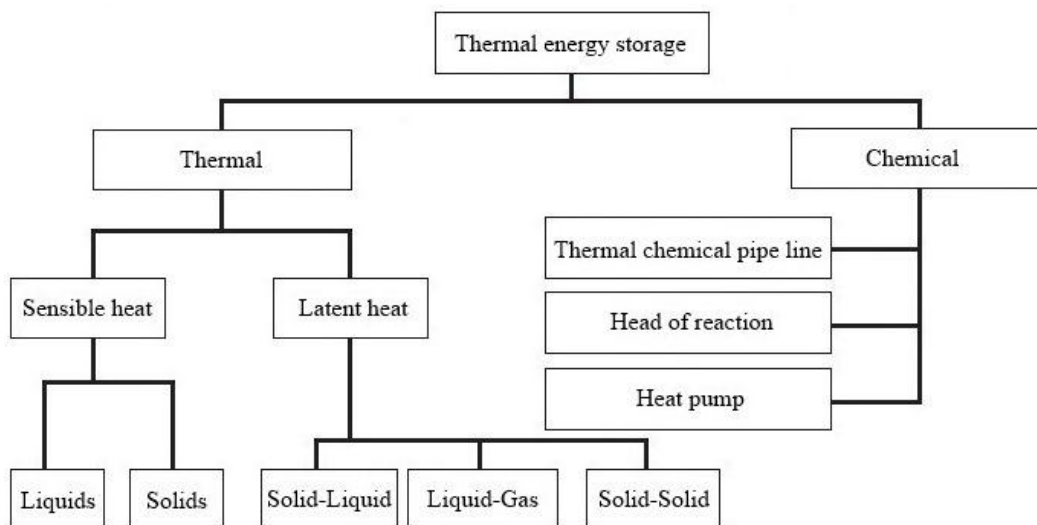 Thermal energy storage
Thermal
Chemical
Thermal chemical pipe line
Sensible heat
Latent heat
Head of reaction
Heat pump
Liquids
Solids
Solid-Liquid
Liquid-Gas
Solid-Solid